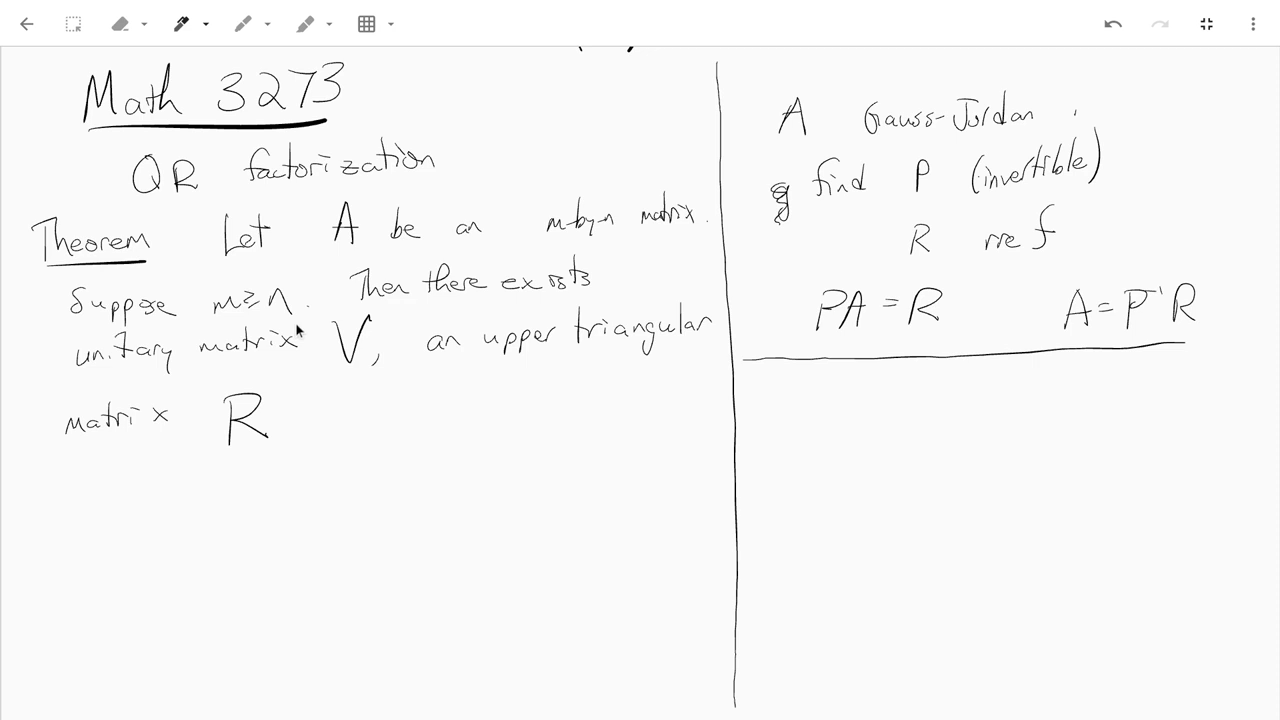 Math 3273
QR factorization
Theorem Let A be an m-by-n matrix.
Suppose m≥n. Then there exists
unitary matrix V, an upper triangular
matrix R
A Gauss-Jordan
find P (invertible)
R rref
PA = R A = P⁻¹R